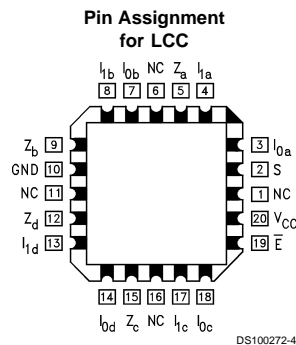 Pin Assignment
for LCC
I1b I0b NC Za I1a
8 7 6 5 4
Zb 9
GND 10
NC 11
Zd 12
I1d 13
3 I0a
2 S
1 NC
20 VCC
19 E̅
14 15 16 17 18
I0d Zc NC I1c I0c
DS100272-4